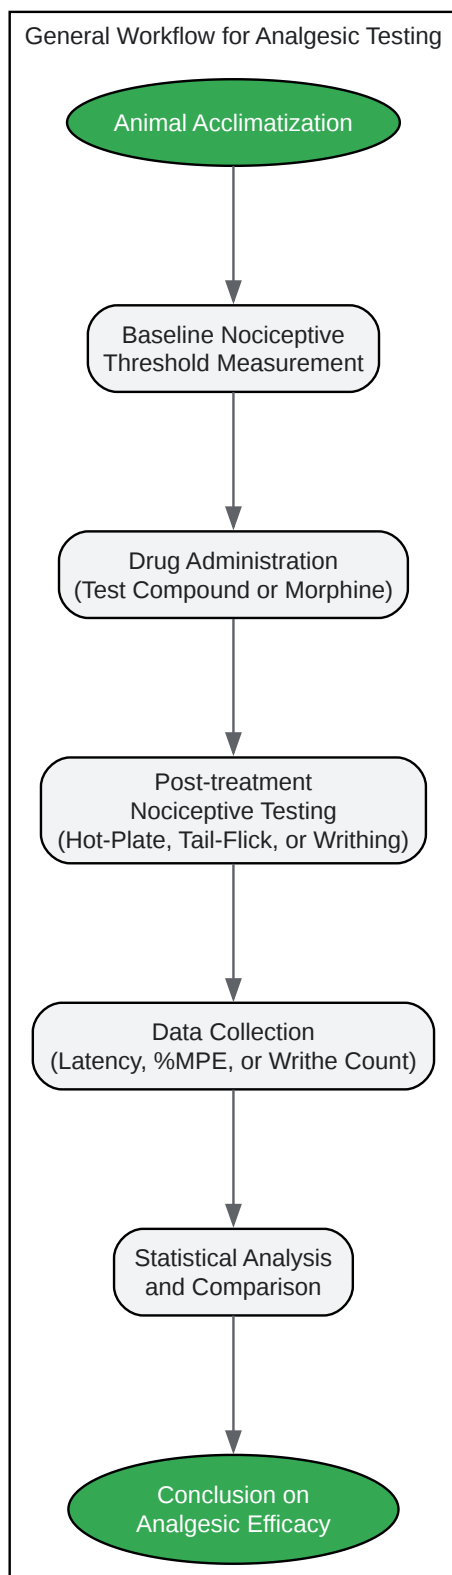 General Workflow for Analgesic Testing
Animal Acclimatization
Baseline Nociceptive
Threshold Measurement
Drug Administration
(Test Compound or Morphine)
Post-treatment
Nociceptive Testing
(Hot-Plate, Tail-Flick, or Writhing)
Data Collection
(Latency, %MPE, or Writhe Count)
Statistical Analysis
and Comparison
Conclusion on
Analgesic Efficacy